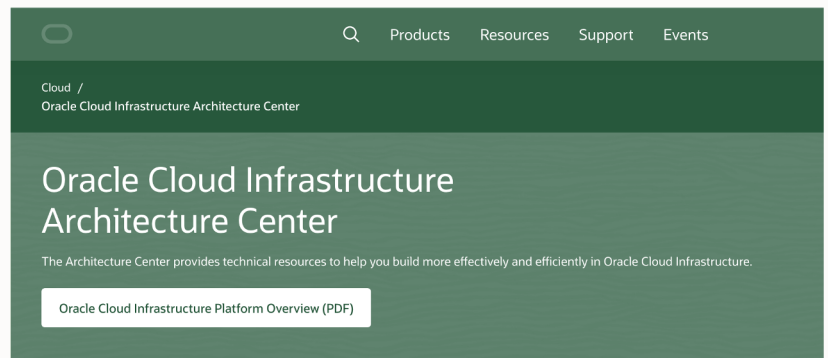 Products Resources Support Events
Cloud /
Oracle Cloud Infrastructure Architecture Center
Oracle Cloud Infrastructure
Architecture Center
The Architecture Center provides technical resources to help you build more effectively and efficiently in Oracle Cloud Infrastructure.
Oracle Cloud Infrastructure Platform Overview (PDF)